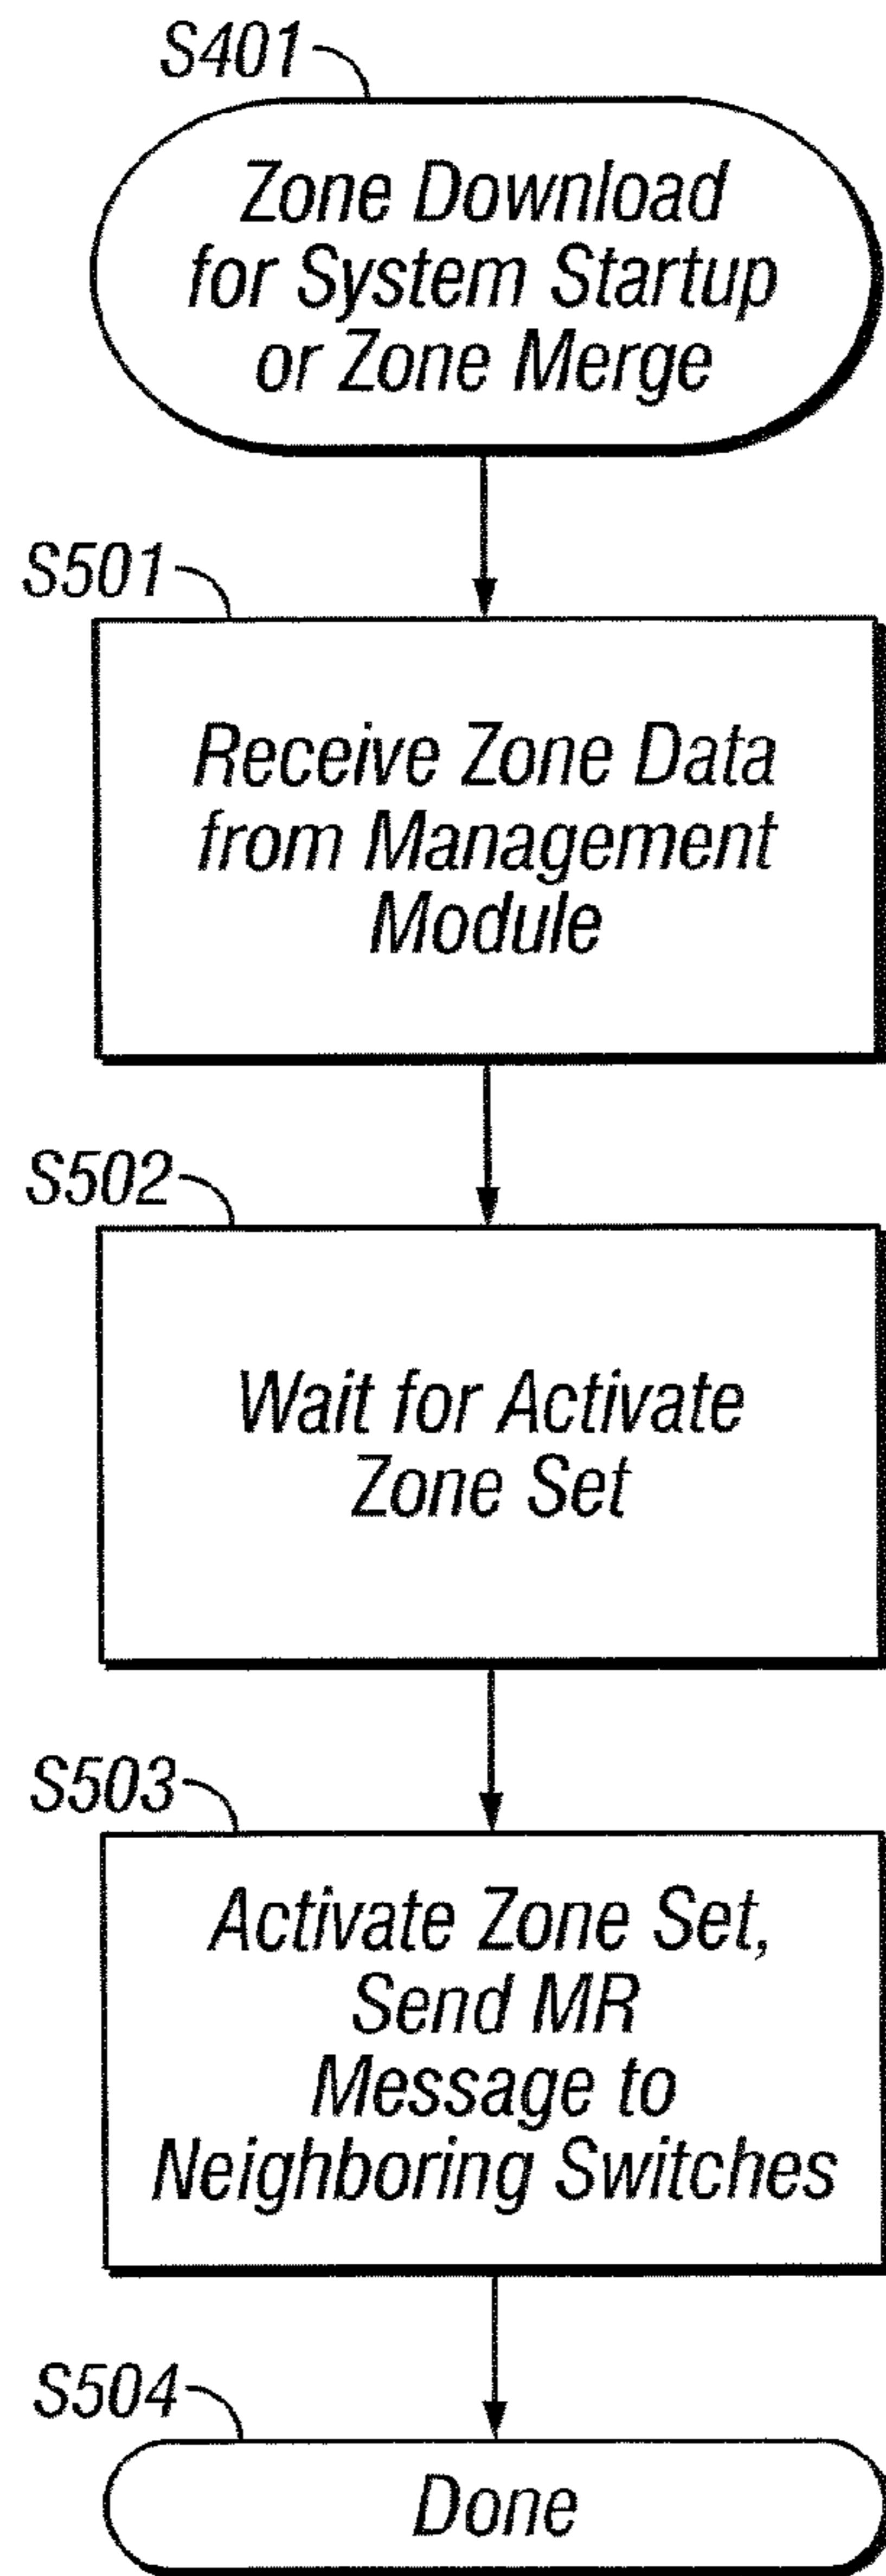 S401
Zone Download
for System Startup
or Zone Merge
S501
Receive Zone Data
from Management
Module
S502
Wait for Activate
Zone Set
S503
Activate Zone Set,
Send MR
Message to
Neighboring Switches
S504
Done